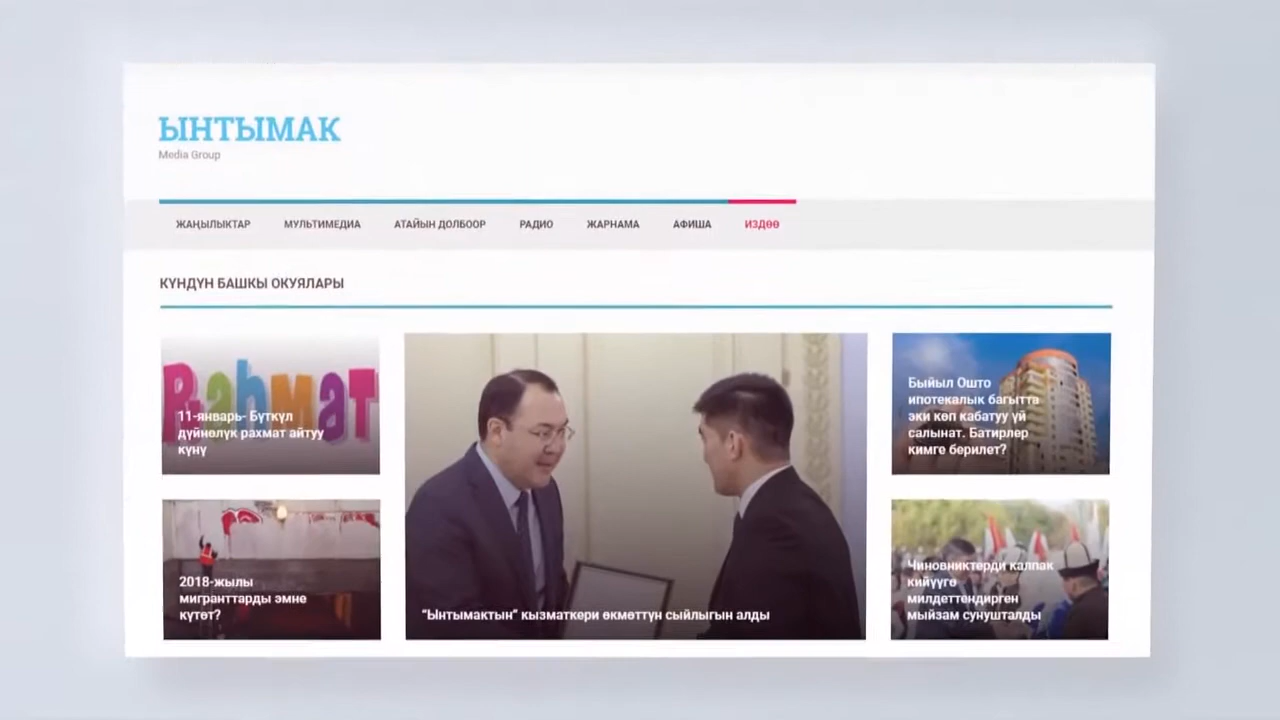 ЫНТЫМАК
Media Group
ЖАҢЫЛЫКТАР МУЛЬТИМЕДИА АТАЙЫН ДОЛБООР РАДИО ЖАРНАМА АФИША ИЗДӨӨ
КҮНДҮН БАШКЫ ОКУЯЛАРЫ
Rahmat
11-январь- Бүткүл
дүйнөлүк рахмат айтуу
күнү
2018-жылы
мигранттарды эмне
күтөт?
“Ынтымактын” кызматкери өкмөттүн сыйлыгын алды
Быйыл Ошто
ипотекалык багытта
эки көп кабатуу үй
салынат. Батирлер
кимге берилет?
Чиновниктерди калпак
кийүүгө
милдеттендирген
мыйзам сунушталды